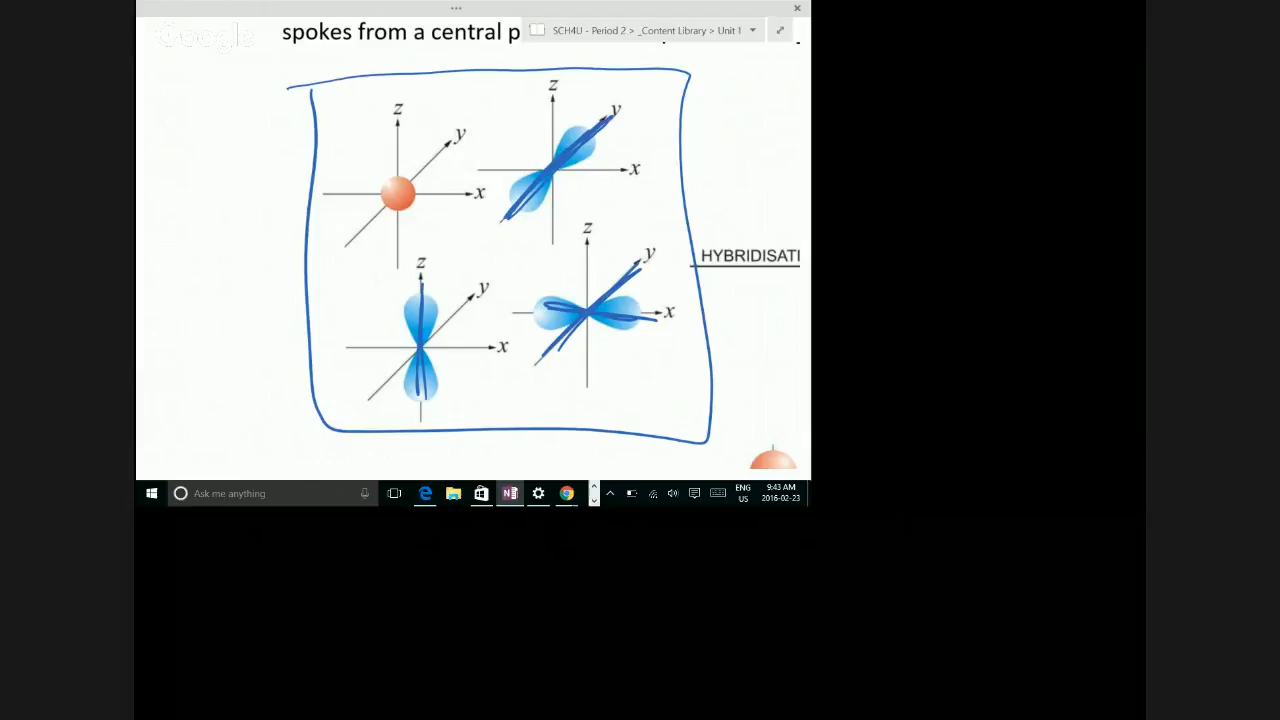 ...
Google
spokes from a central p
SCH4U - Period 2 > _Content Library > Unit 1
z
y
x
z
y
x
z
y
x
z
y
x
HYBRIDISATI
Ask me anything
ENG
US
9:43 AM
2016-02-23